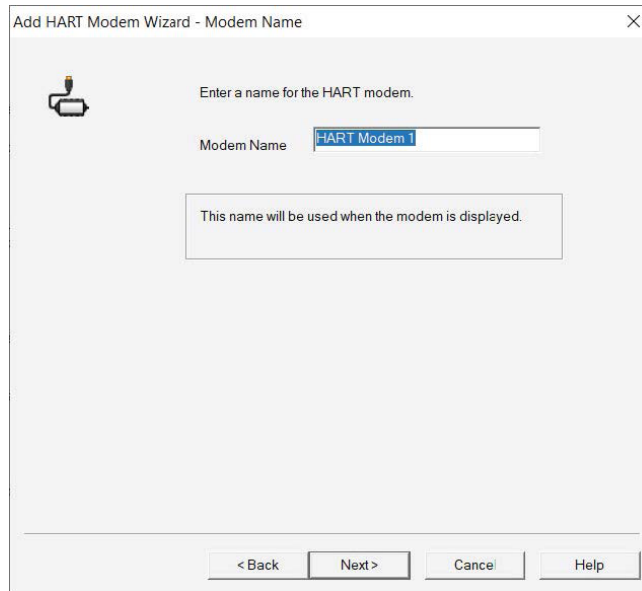 Add HART Modem Wizard - Modem Name
Enter a name for the HART modem.
Modem Name HART Modem 1
This name will be used when the modem is displayed.
< Back Next > Cancel Help